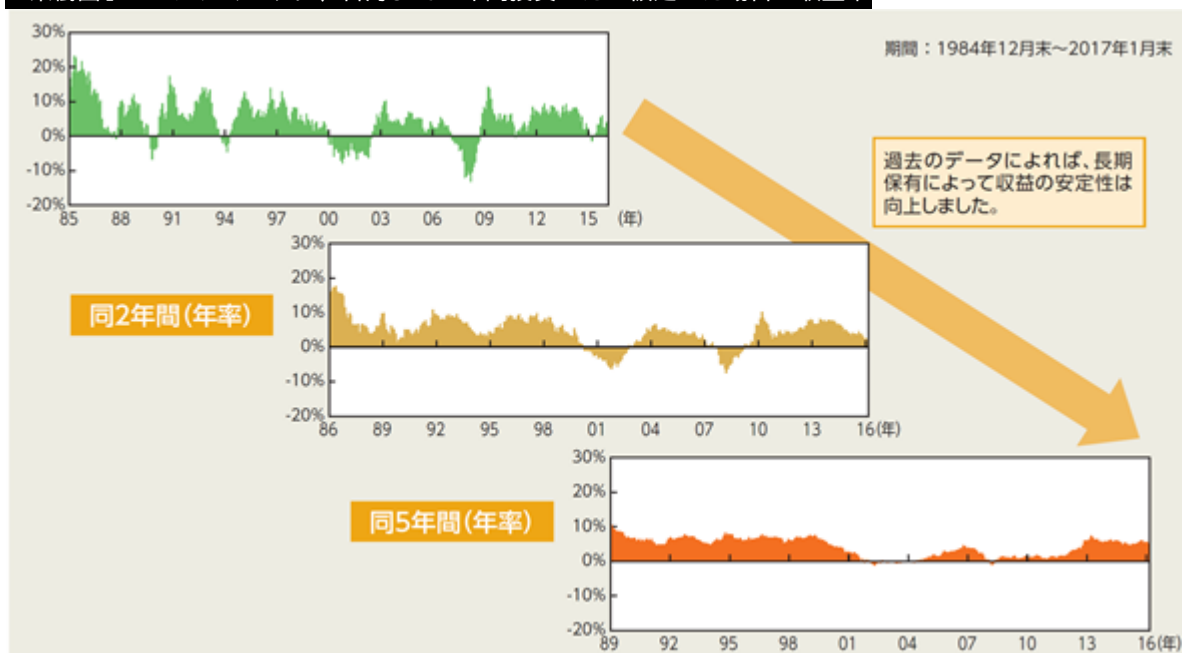 30%
期間：1984年12月末～2017年1月末
20%
10%
0%
-10%
-20%
85 88 91 94 97 00 03 06 09 12 15 (年)
過去のデータによれば、長期
保有によって収益の安定性は
向上しました。
30%
20%
同2年間(年率)
10%
0%
-10%
-20%
86 89 92 95 98 01 04 07 10 13 16(年)
30%
20%
同5年間(年率)
10%
0%
-10%
-20%
89 92 95 98 01 04 07 10 13 16(年)